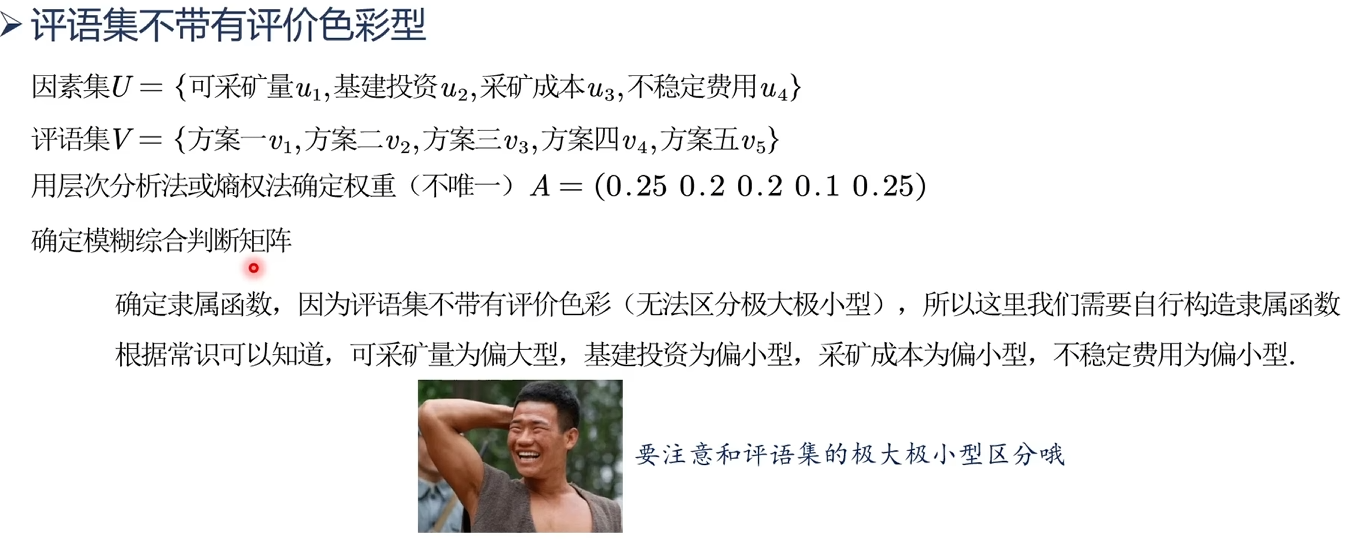 评语集不带有评价色彩型
因素集U = {可采矿量u₁,基建投资u₂,采矿成本u₃,不稳定费用u₄}
评语集V = {方案一v₁,方案二v₂,方案三v₃,方案四v₄,方案五v₅}
用层次分析法或熵权法确定权重（不唯一）A = (0.25 0.2 0.2 0.1 0.25)
确定模糊综合判断矩阵
确定隶属函数，因为评语集不带有评价色彩（无法区分极大极小型），所以这里我们需要自行构造隶属函数
根据常识可以知道，可采矿量为偏大型，基建投资为偏小型，采矿成本为偏小型，不稳定费用为偏小型.
要注意和评语集的极大极小型区分哦